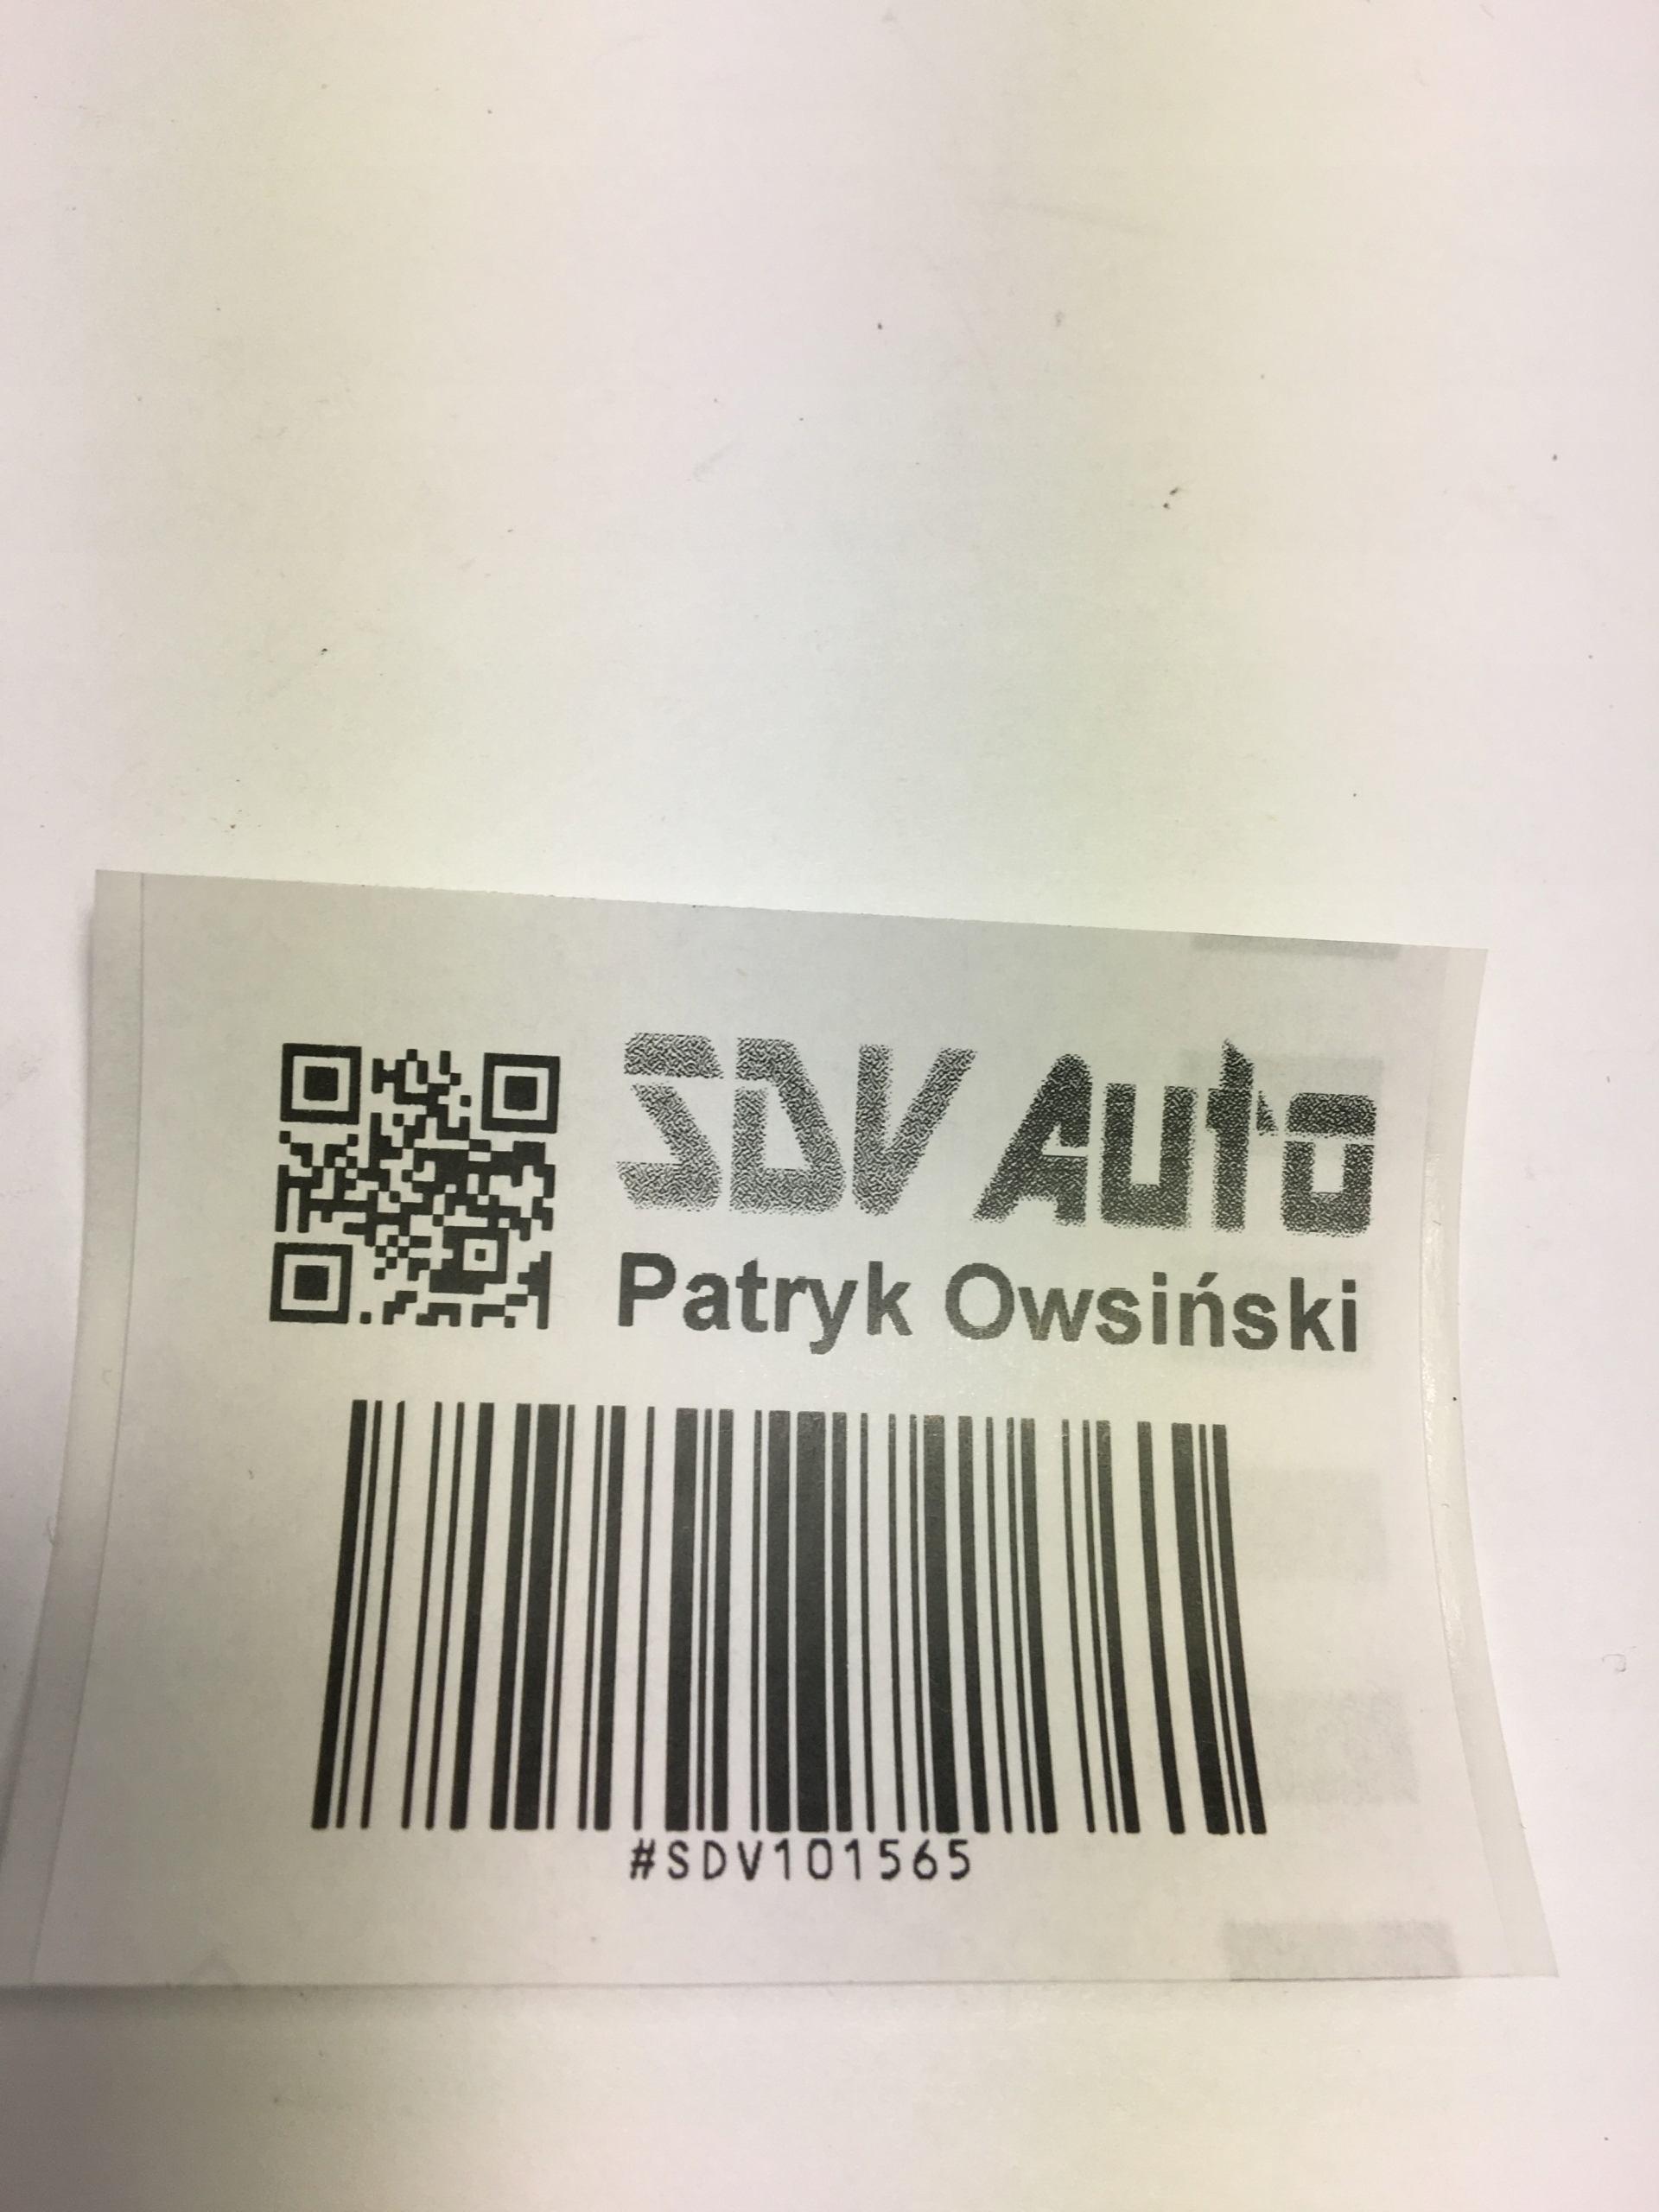 SDV Auto
Patryk Owsiński
#SDV101565